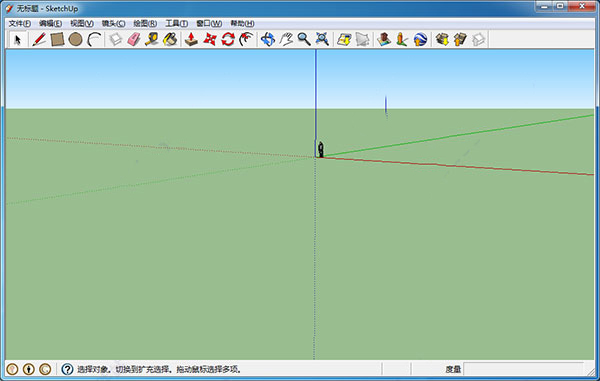 无标题 - SketchUp
文件(F) 编辑(E) 视图(V) 镜头(C) 绘图(R) 工具(T) 窗口(W) 帮助(H)
选择对象。切换到扩充选择。拖动鼠标选择多项。 度量